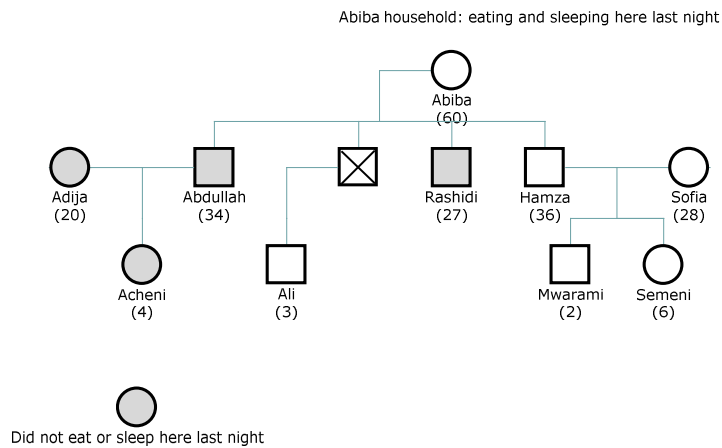 Abiba household: eating and sleeping here last night
Abiba
(60)
Adija
(20)
Abdullah
(34)
Rashidi
(27)
Hamza
(36)
Sofia
(28)
Acheni
(4)
Ali
(3)
Mwarami
(2)
Semeni
(6)
Did not eat or sleep here last night